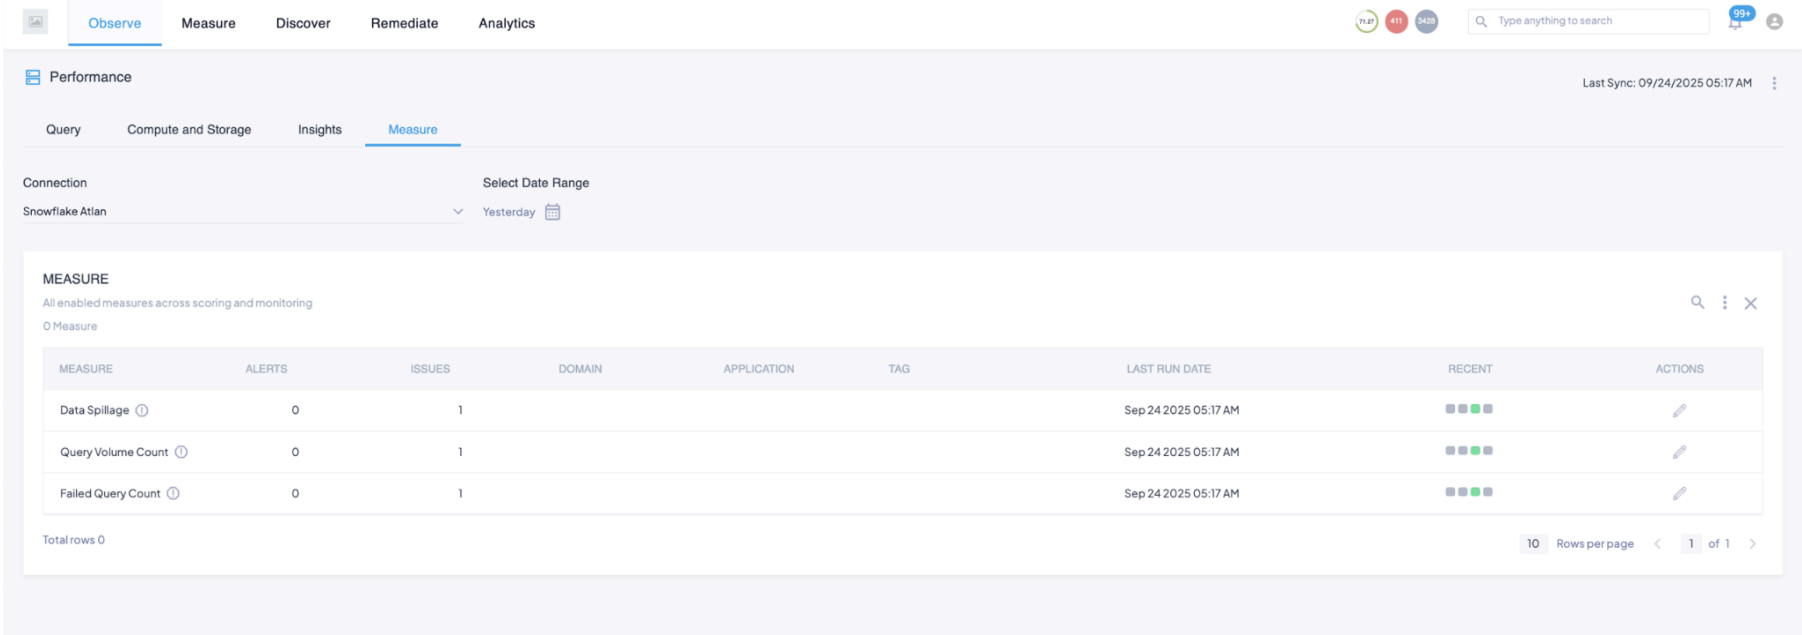 Observe Measure Discover Remediate Analytics 71.27 411 3428 Type anything to search 99+
Performance
Last Sync: 09/24/2025 05:17 AM
Query Compute and Storage Insights Measure
Connection Select Date Range
Snowflake Atlan Yesterday
MEASURE
All enabled measures across scoring and monitoring
0 Measure
MEASURE ALERTS ISSUES DOMAIN APPLICATION TAG LAST RUN DATE RECENT ACTIONS
Data Spillage 0 1 Sep 24 2025 05:17 AM
Query Volume Count 0 1 Sep 24 2025 05:17 AM
Failed Query Count 0 1 Sep 24 2025 05:17 AM
Total rows 0 10 Rows per page 1 of 1